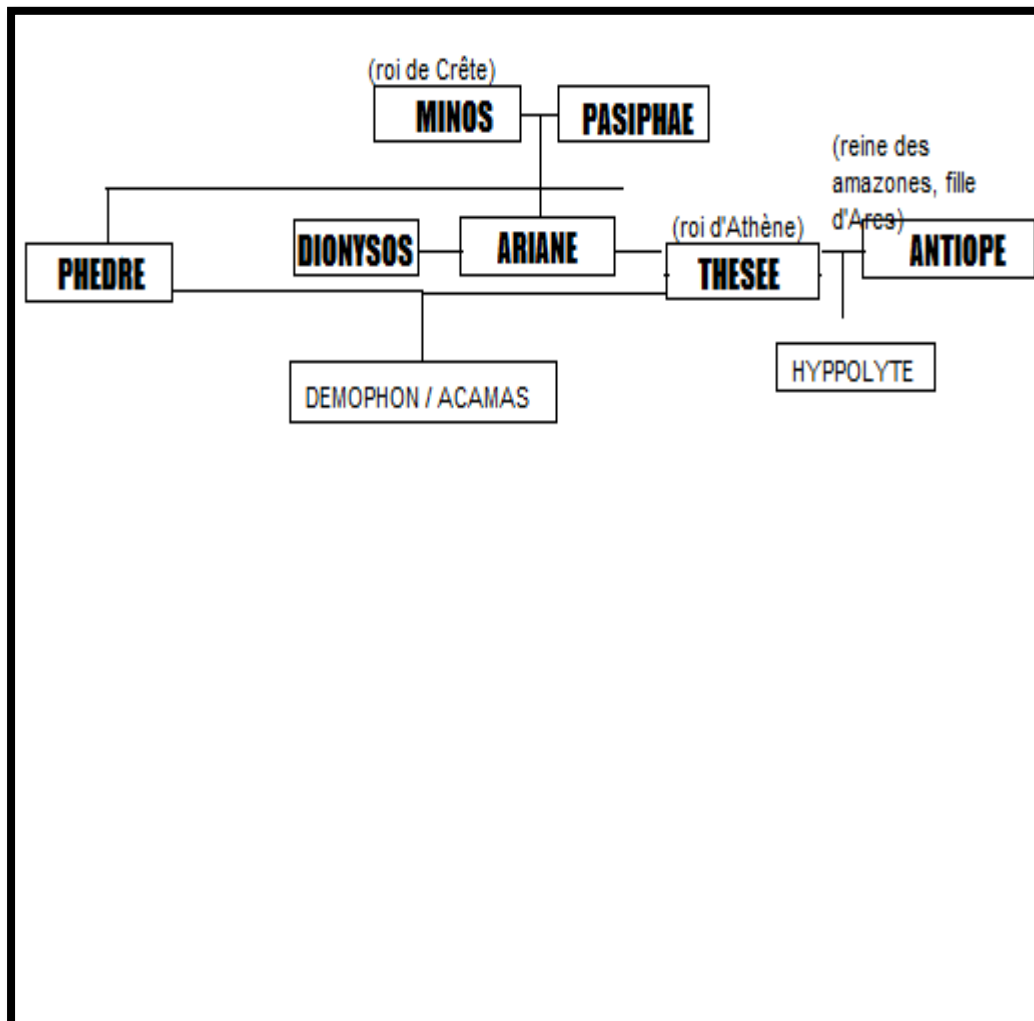 (roi de Crête)
MINOS
PASIPHAE
(reine des
amazones, fille
d'Ares)
(roi d'Athène)
DIONYSOS
ARIANE
PHEDRE
THESEE
ANTIOPE
HYPPOLYTE
DEMOPHON / ACAMAS